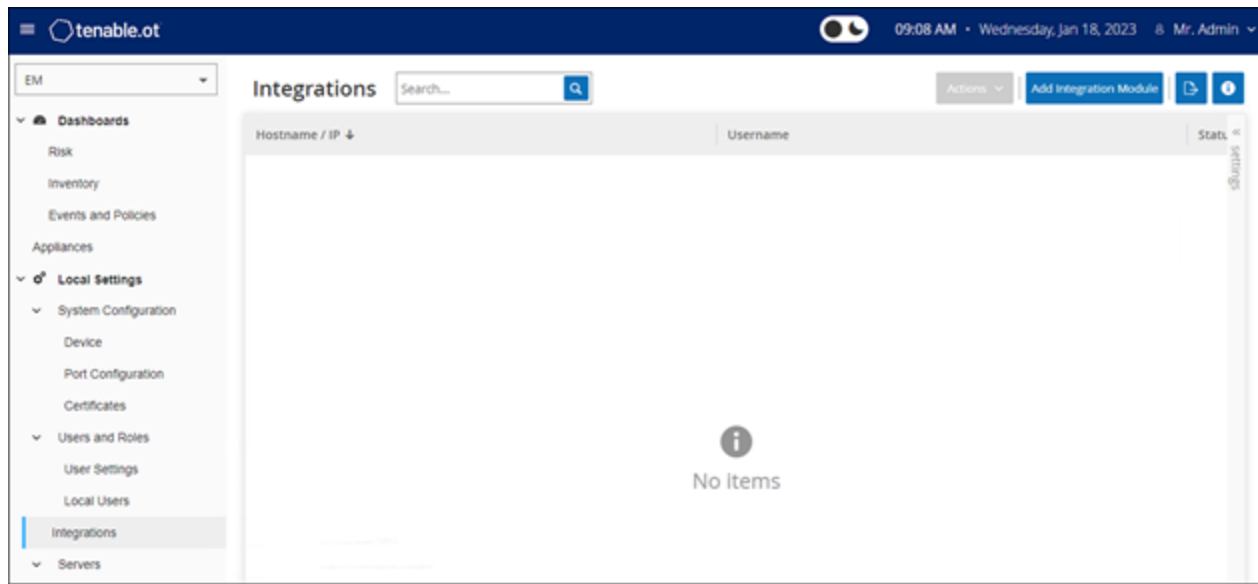 tenable.ot
09:08 AM • Wednesday, Jan 18, 2023 Mr. Admin
EM
Integrations
Search...
Actions
Add Integration Module
Dashboards
Risk
Inventory
Events and Policies
Appliances
Local Settings
System Configuration
Device
Port Configuration
Certificates
Users and Roles
User Settings
Local Users
Integrations
Servers
Hostname / IP
Username
Statu
settings
No items